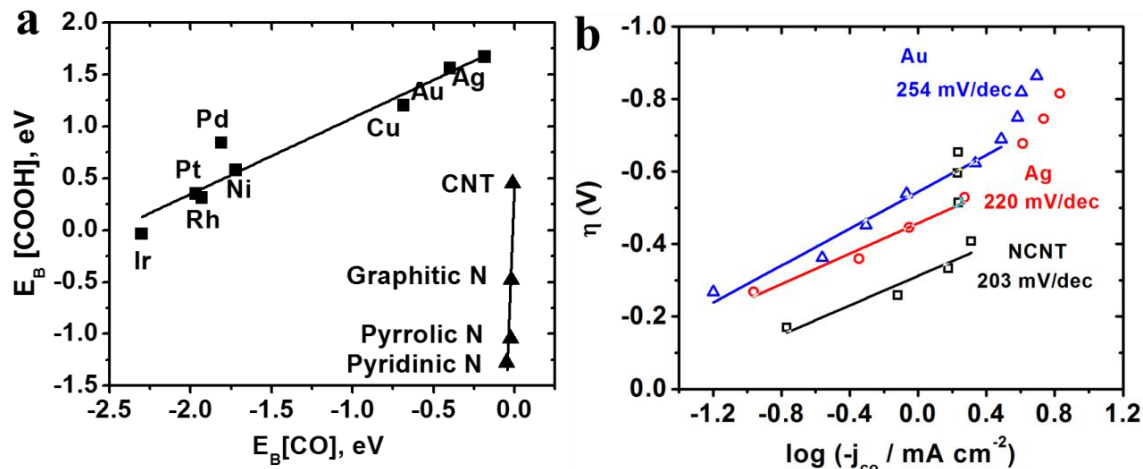 a
2.0
1.5
1.0
0.5
0.0
-0.5
-1.0
-1.5
E_B [COOH], eV
Ag
Au
Cu
Pd
Pt
Ni
Rh
Ir
CNT
Graphitic N
Pyrrolic N
Pyridinic N
-2.5 -2.0 -1.5 -1.0 -0.5 0.0
E_B[CO], eV
b
-1.0
-0.8
-0.6
-0.4
-0.2
0.0
η (V)
Au
254 mV/dec
Ag
220 mV/dec
NCNT
203 mV/dec
-1.2 -0.8 -0.4 0.0 0.4 0.8 1.2
log (-j_co / mA cm⁻²)